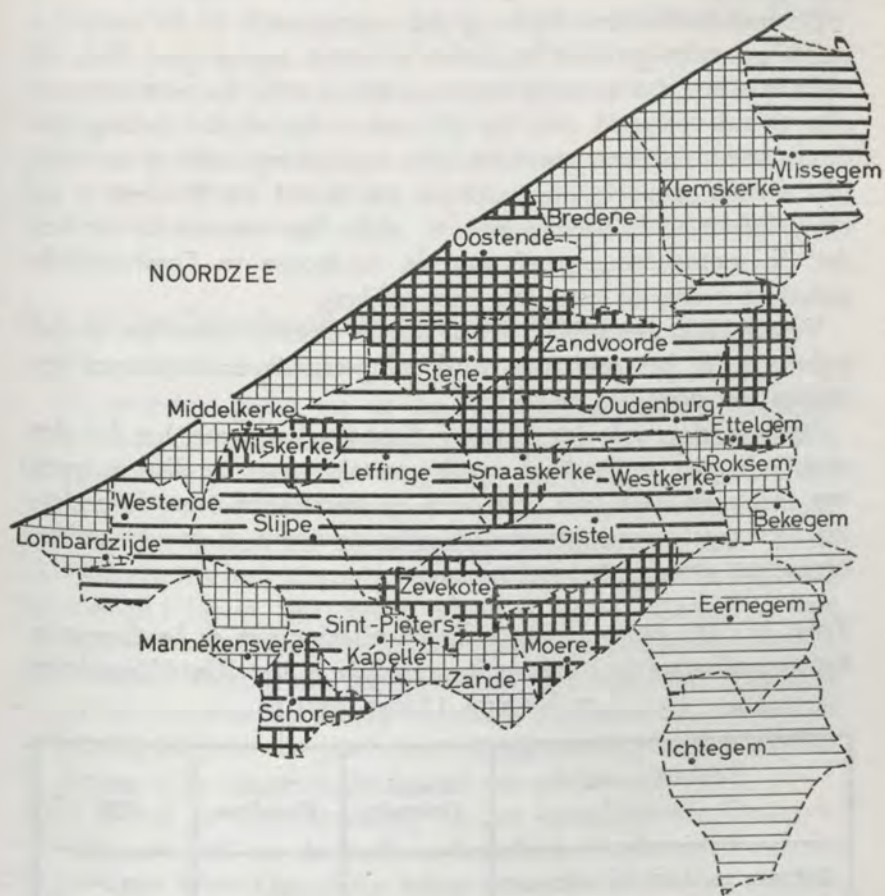 Vlissegem
Klemskerke
Bredene
Oostende
NOORDZEE
Zandvoorde
Stene
Middelkerke
Oudenburg
Ettelgem
Wilskerke
Leffinge
Snaaskerke
Westkerke
Roksem
Westende
Slijpe
Gistel
Bekegem
Lombardzijde
Zevekote
Eernegem
Sint-Pieters
Kapelle
Mannekensvere
Moere
Zande
Schore
Ichtegem